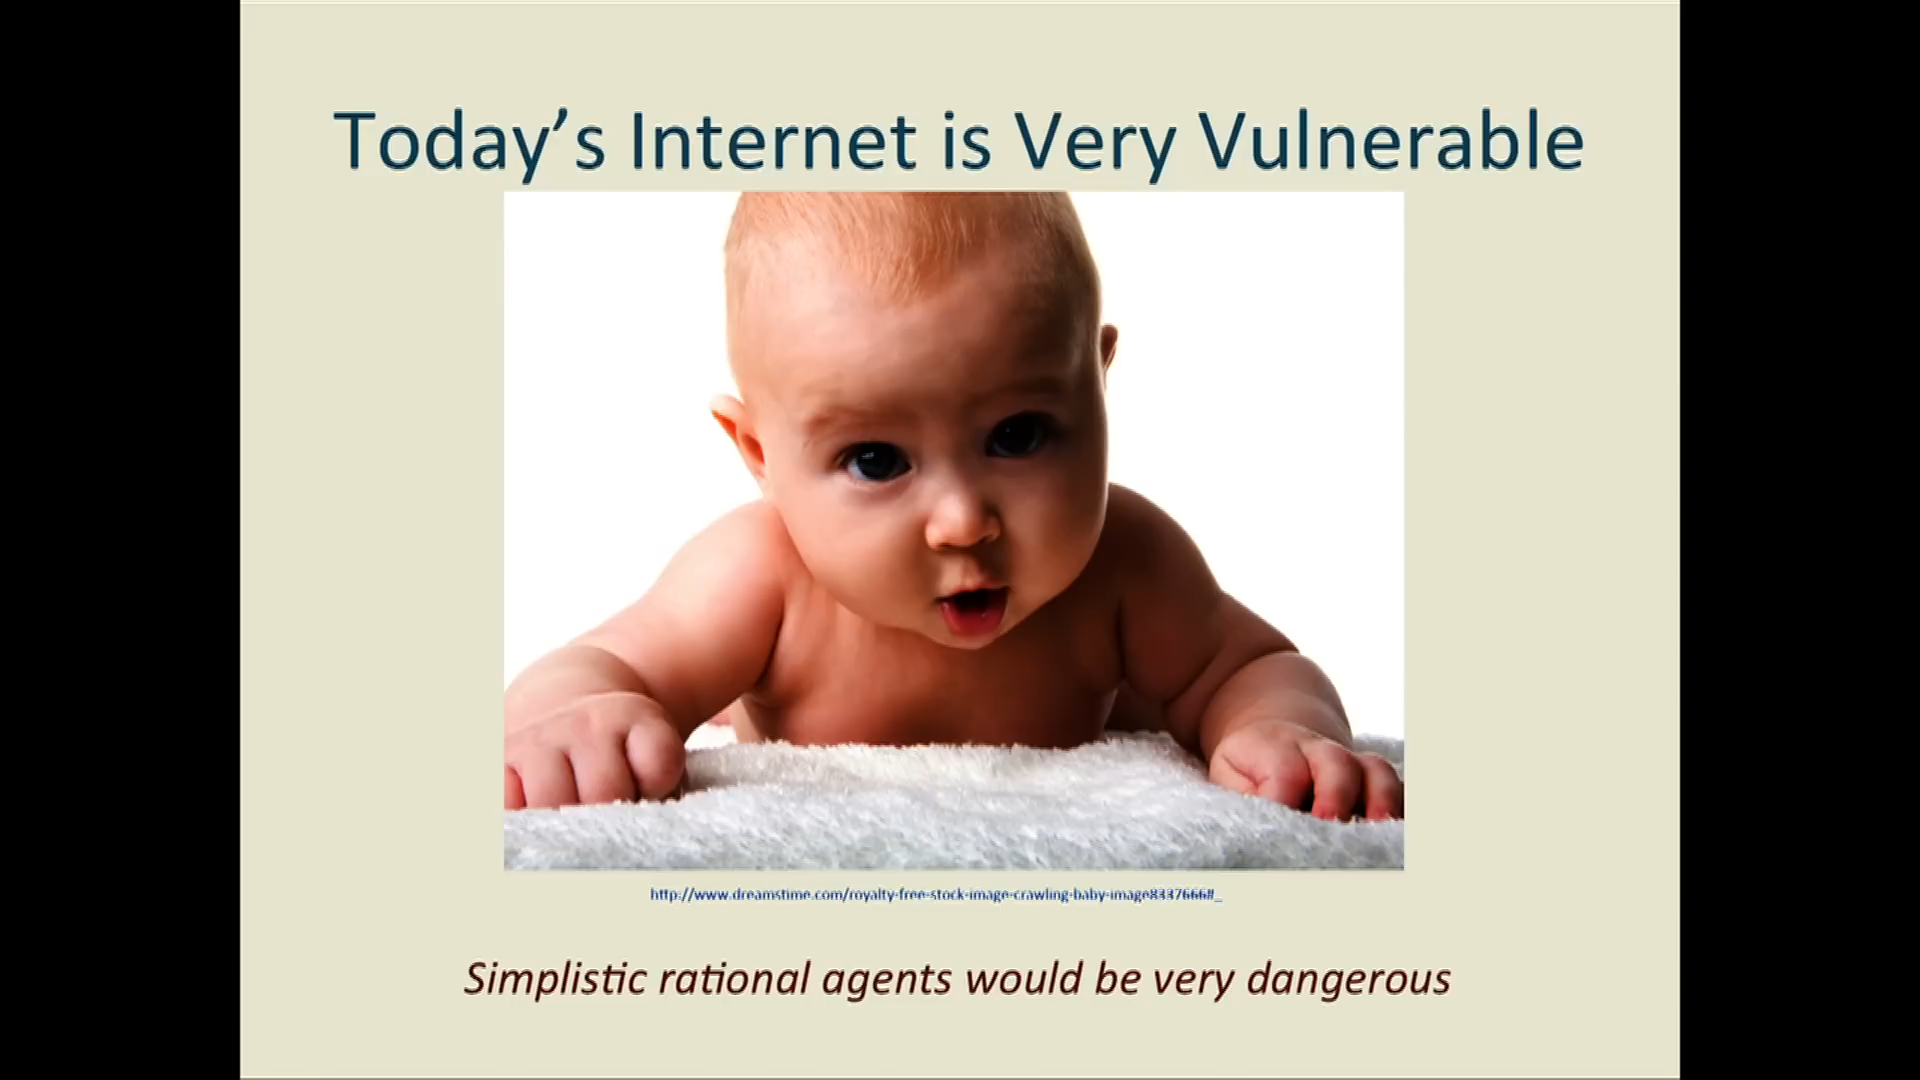 Today’s Internet is Very Vulnerable
http://www.dreamstime.com/royalty-free-stock-image-crawling-baby-image8337666#_
Simplistic rational agents would be very dangerous